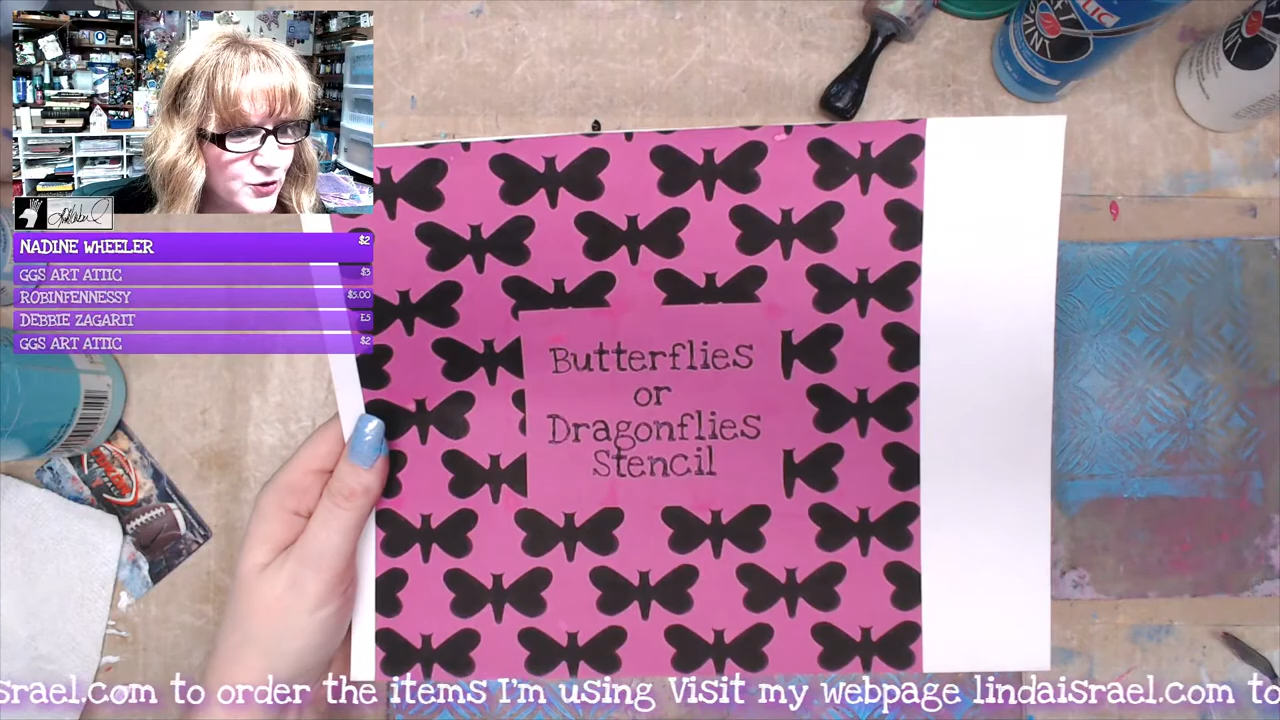 NADINE WHEELER $2
GGS ART ATTIC $3
ROBINFENNESSY $5.00
DEBBIE ZAGARIT £5
GGS ART ATTIC $2
Butterflies
or
Dragonflies
Stencil
srael.com to order the items I'm using Visit my webpage lindaisrael.com to